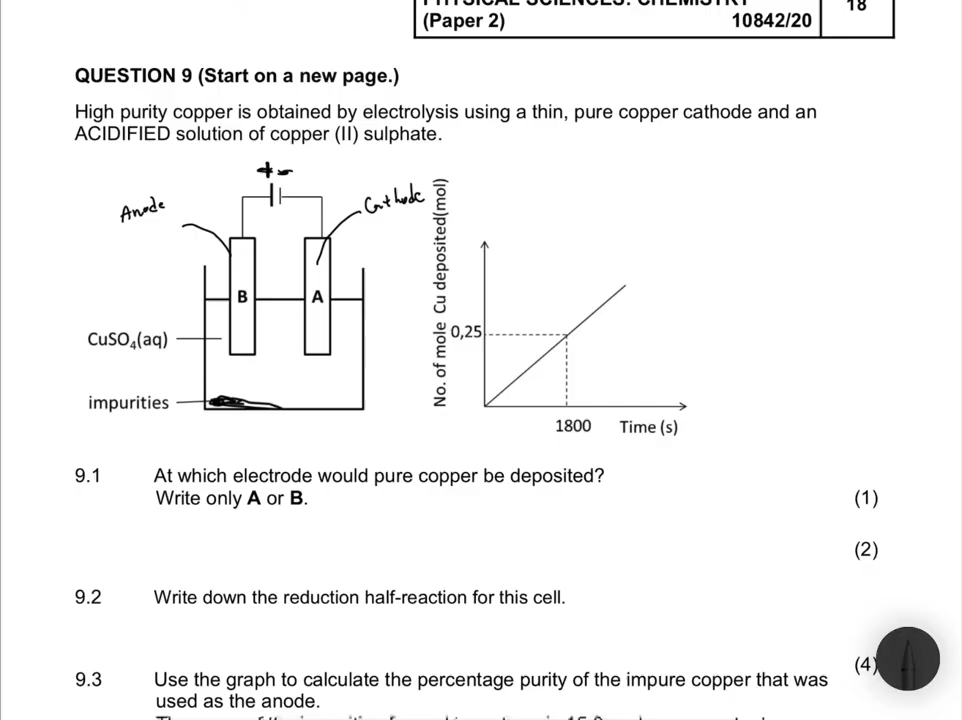 PHYSICAL SCIENCES: CHEMISTRY
(Paper 2)
10842/20
18
QUESTION 9 (Start on a new page.)
High purity copper is obtained by electrolysis using a thin, pure copper cathode and an
ACIDIFIED solution of copper (II) sulphate.
+ -
Anode
Cathode
B
A
CuSO₄(aq)
impurities
No. of mole Cu deposited(mol)
0,25
1800
Time (s)
9.1 At which electrode would pure copper be deposited?
Write only A or B.
(1)
(2)
9.2 Write down the reduction half-reaction for this cell.
(4)
9.3 Use the graph to calculate the percentage purity of the impure copper that was
used as the anode.